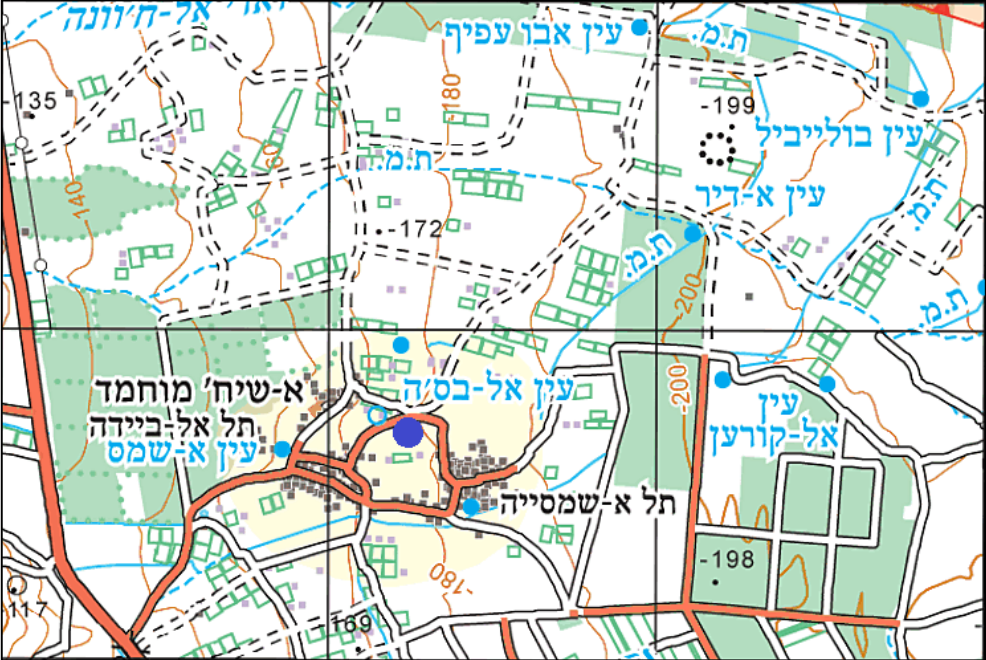 ואדי אל-ח'וונה
עין אבו עפיף
ת.מ.
-135
-180
-199
עין בולייביל
ת.מ.
60
עין א-דיר
ת.מ.
140
-172
ת.מ.
-200
ת.מ.
א-שיח' מוחמד
עין אל-בס'ה
-200
תל אל-ביידה
עין
עין א-שמס
אל-קורען
תל א-שמסייה
-198
-180
117
169